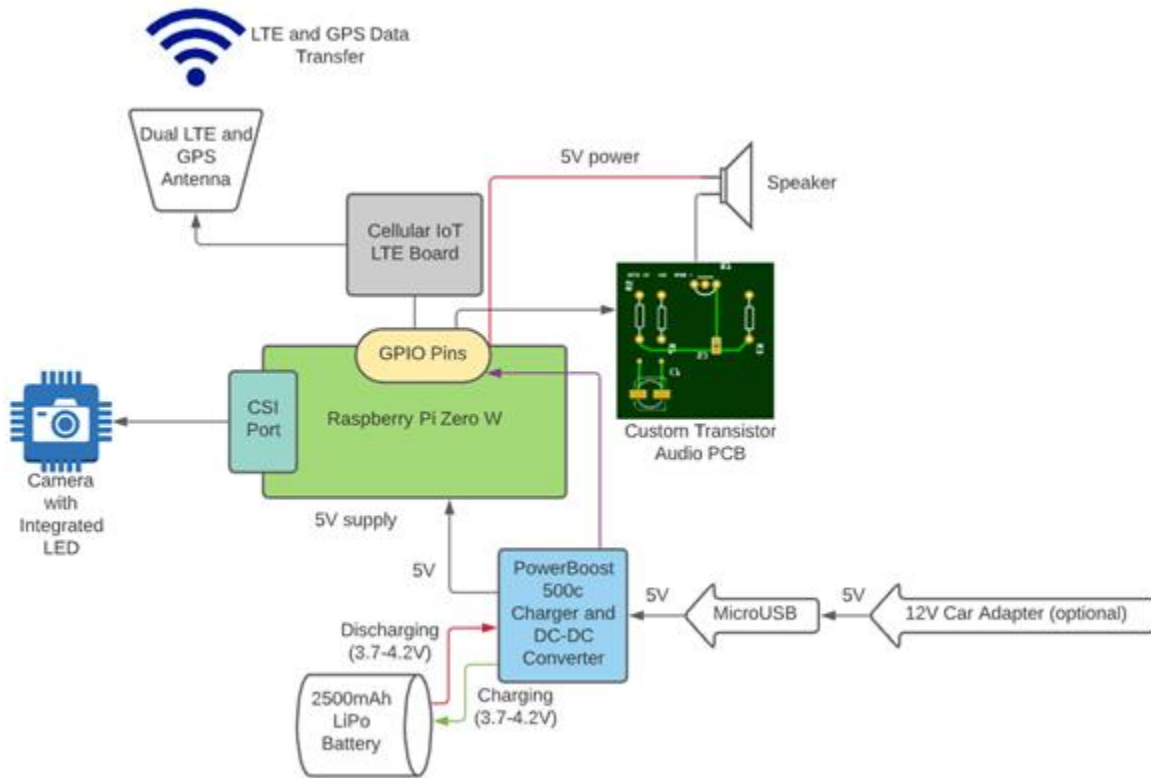 LTE and GPS Data
Transfer
Dual LTE and
GPS
Antenna
5V power
Speaker
Cellular IoT
LTE Board
GPIO Pins
CSI
Port
Raspberry Pi Zero W
Custom Transistor
Audio PCB
Camera
with
Integrated
LED
5V supply
5V
PowerBoost
500c
Charger and
DC-DC
Converter
5V
MicroUSB
5V
12V Car Adapter (optional)
Discharging
(3.7-4.2V)
Charging
(3.7-4.2V)
2500mAh
LiPo
Battery